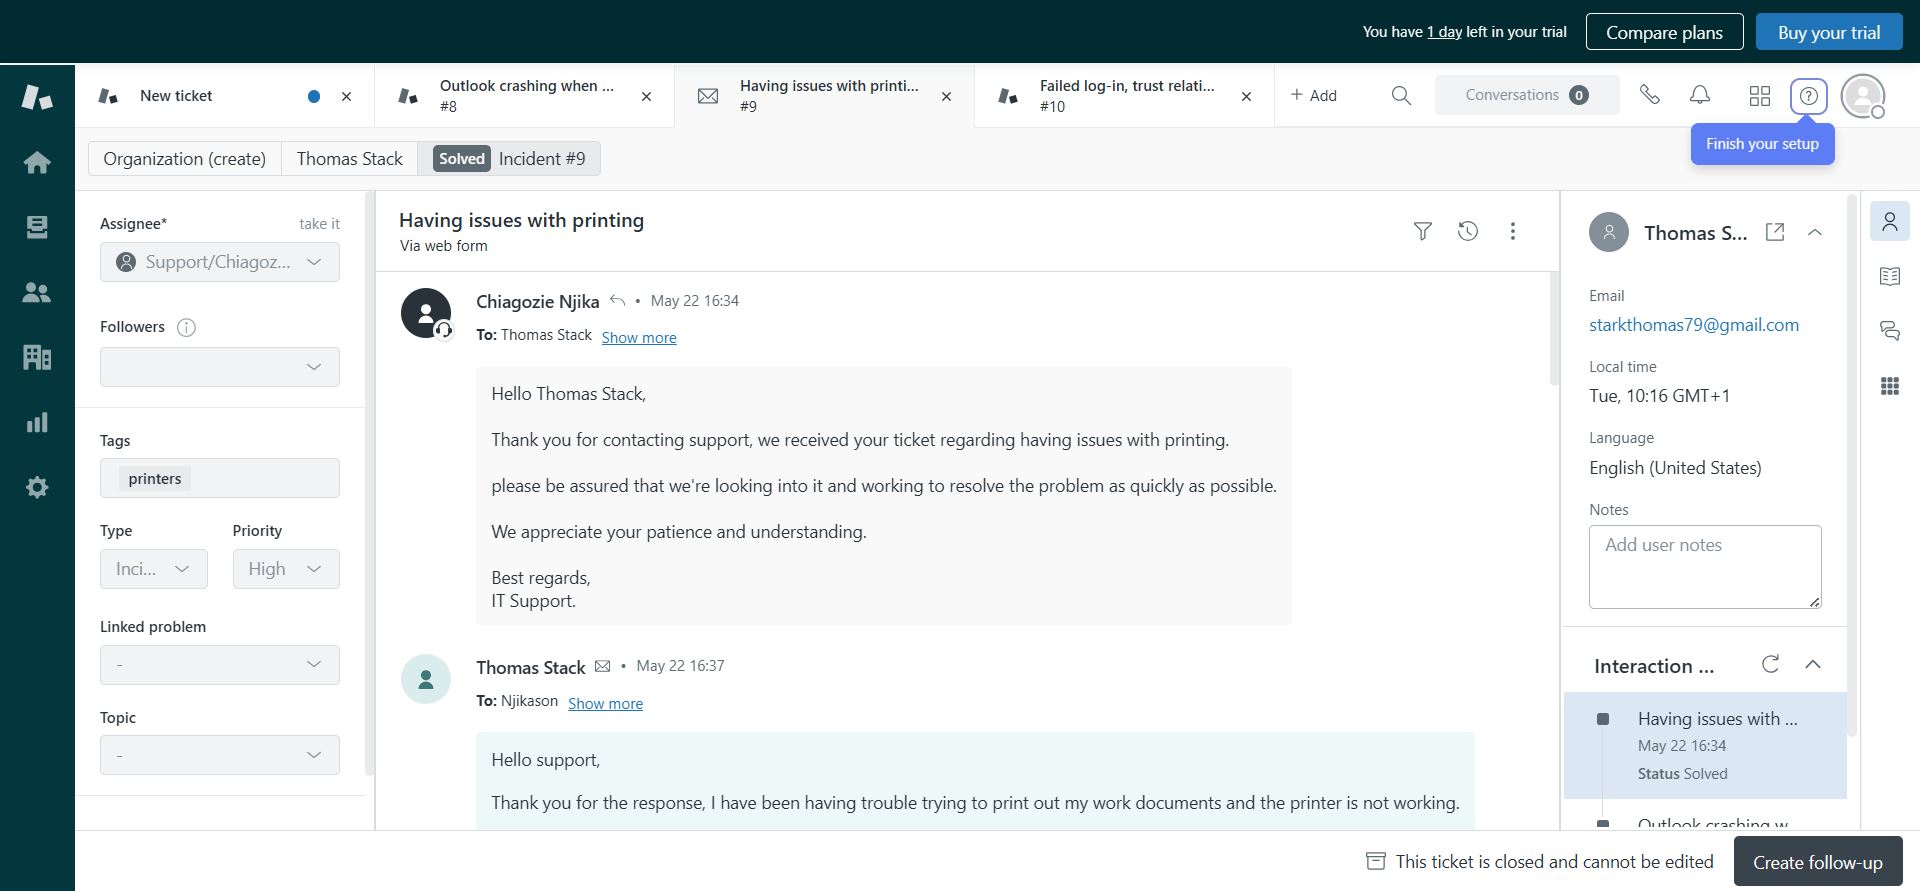 You have 1 day left in your trial
Compare plans
Buy your trial
New ticket
Outlook crashing when ...
#8
Having issues with printi...
#9
Failed log-in, trust relati...
#10
+ Add
Conversations 0
Finish your setup
Organization (create)
Thomas Stack
Solved Incident #9
Assignee*
take it
Support/Chiagoz...
Followers
Tags
printers
Type
Priority
Inci...
High
Linked problem
-
Topic
-
Having issues with printing
Via web form
Chiagozie Njika • May 22 16:34
To: Thomas Stack Show more
Hello Thomas Stack,
Thank you for contacting support, we received your ticket regarding having issues with printing.
please be assured that we're looking into it and working to resolve the problem as quickly as possible.
We appreciate your patience and understanding.
Best regards,
IT Support.
Thomas Stack • May 22 16:37
To: Njikason Show more
Hello support,
Thank you for the response, I have been having trouble trying to print out my work documents and the printer is not working.
Thomas S...
Email
starkthomas79@gmail.com
Local time
Tue, 10:16 GMT+1
Language
English (United States)
Notes
Add user notes
Interaction ...
Having issues with ...
May 22 16:34
Status Solved
Outlook crashing w...
This ticket is closed and cannot be edited
Create follow-up